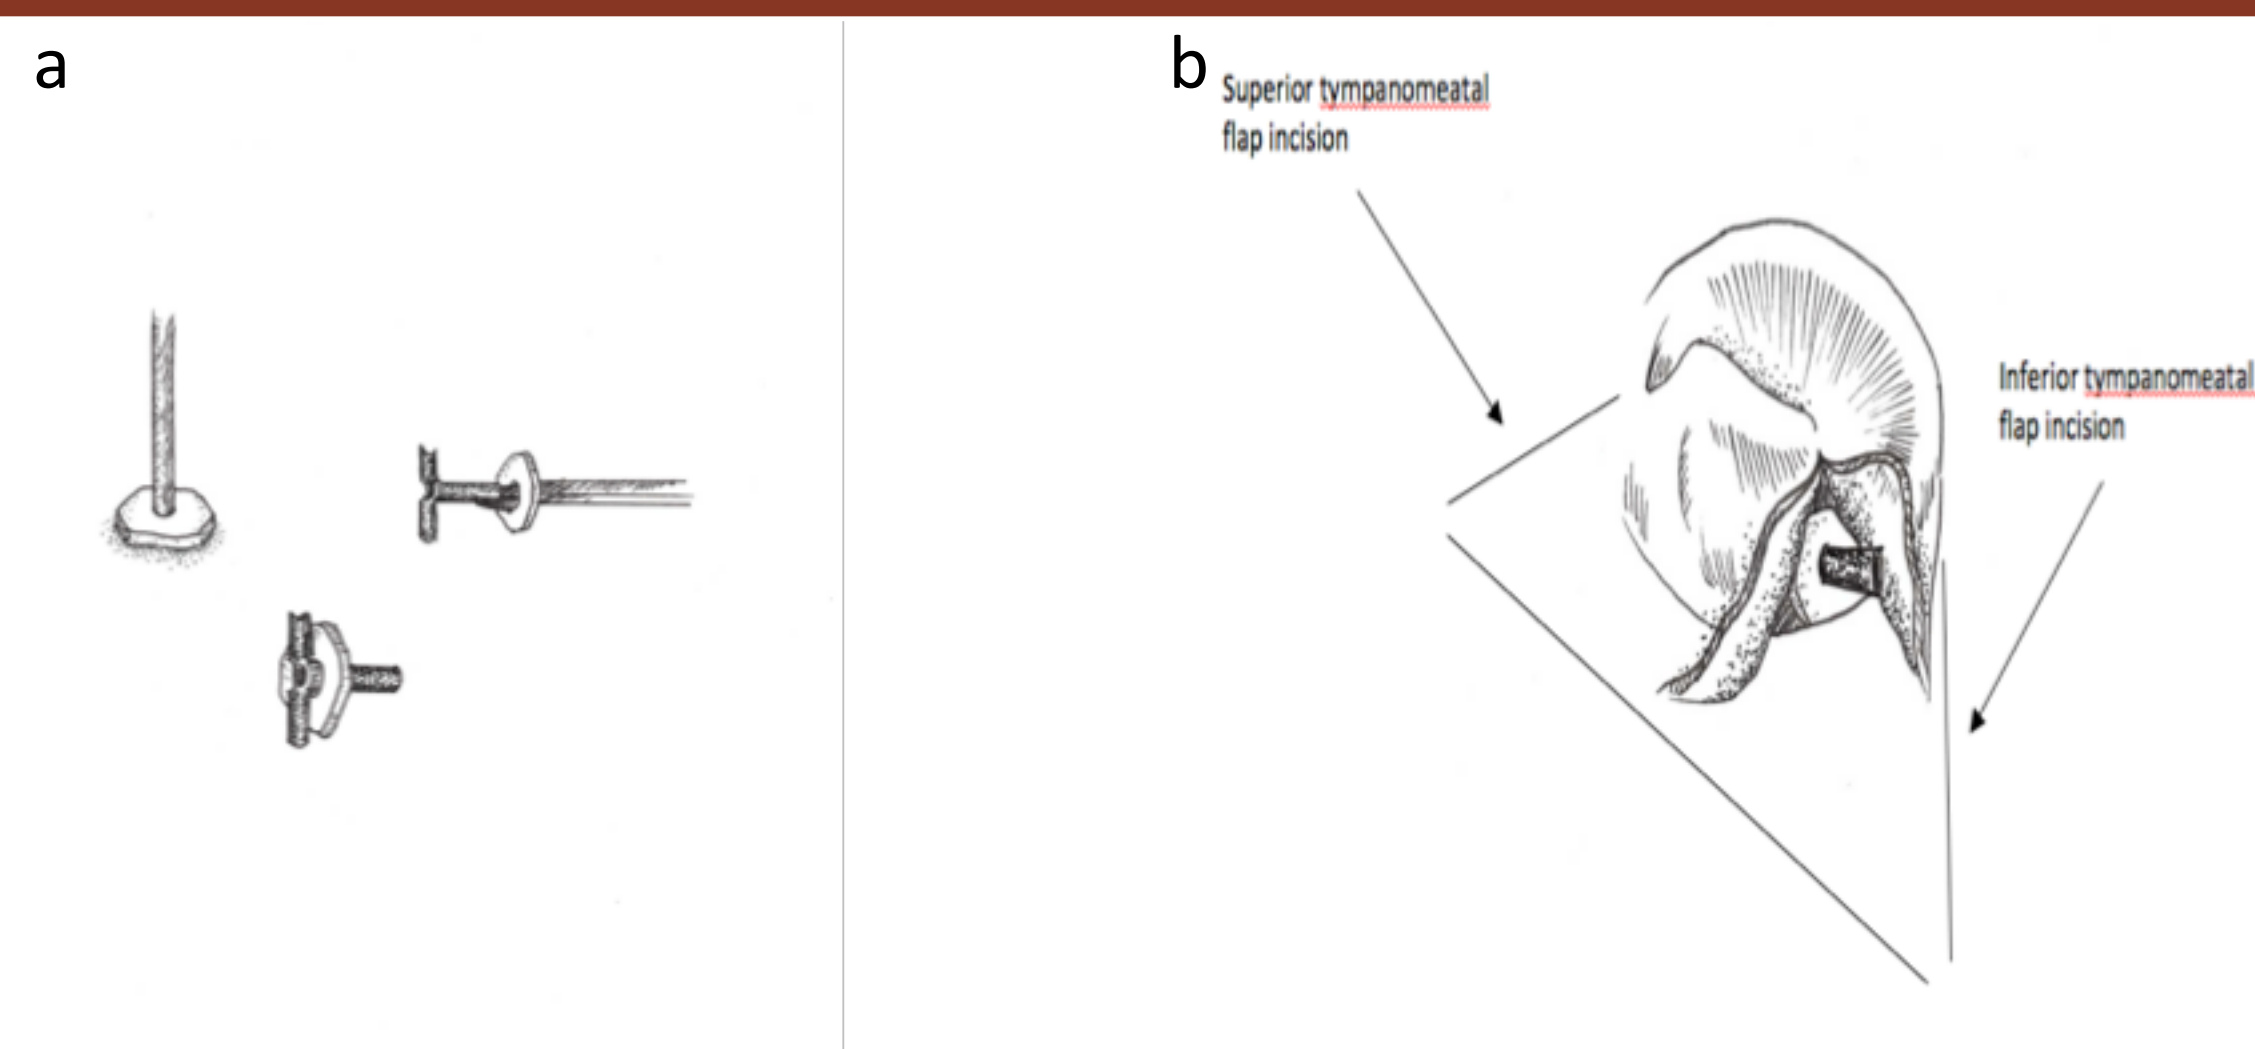 a
b
Superior tympanomeatal
flap incision
Inferior tympanomeatal
flap incision